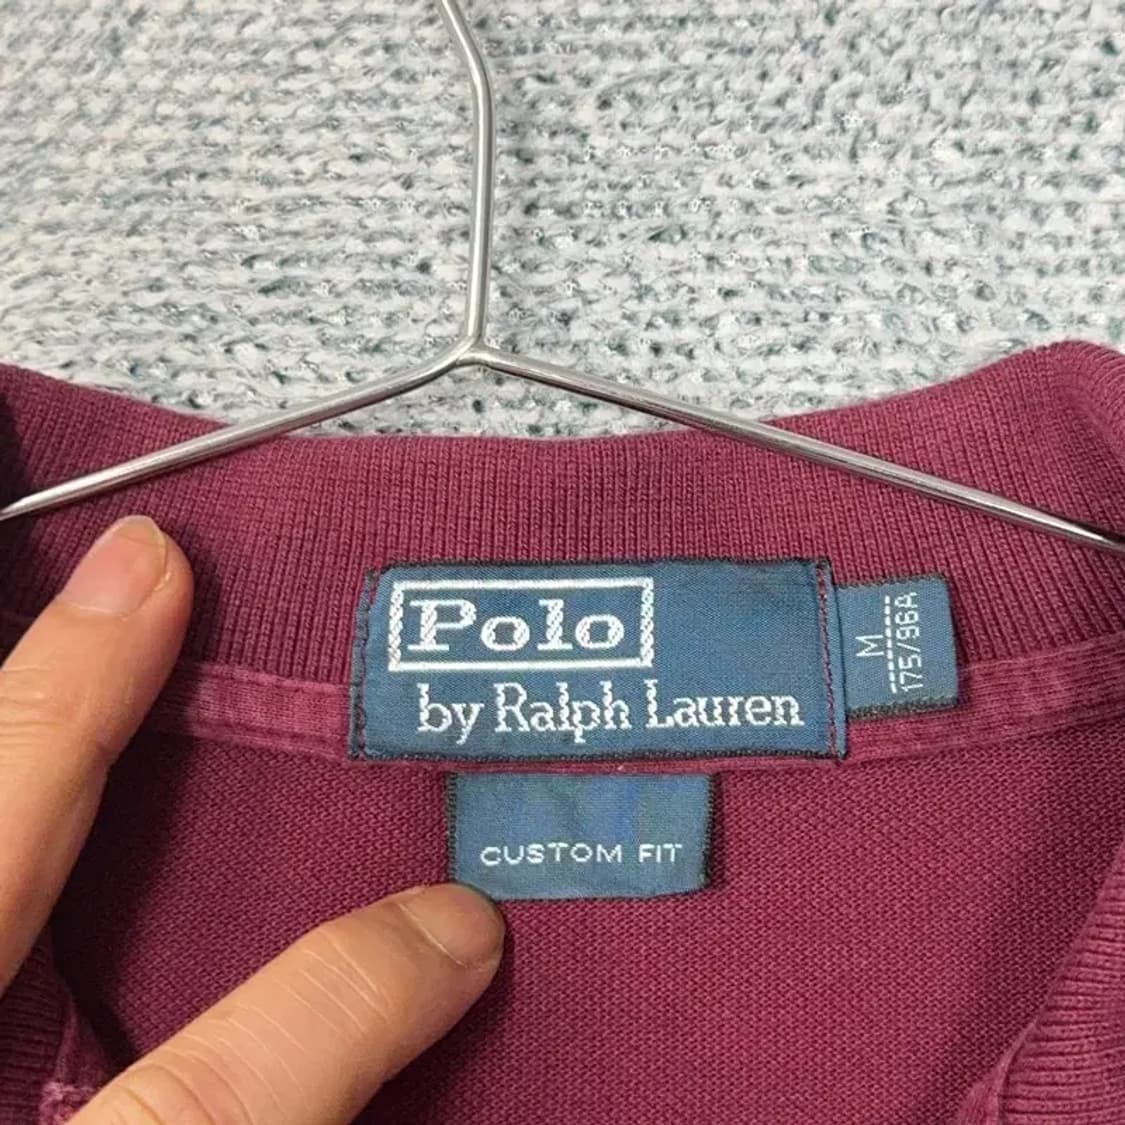 Polo
by Ralph Lauren
M
175/96A
CUSTOM FIT